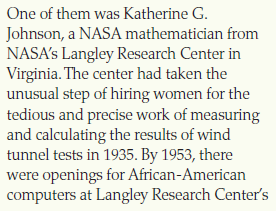 One of them was Katherine G.
Johnson, a NASA mathematician from
NASA's Langley Research Center in
Virginia. The center had taken the
unusual step of hiring women for the
tedious and precise work of measuring
and calculating the results of wind
tunnel tests in 1935. By 1953, there
were openings for African-American
computers at Langley Research Center's